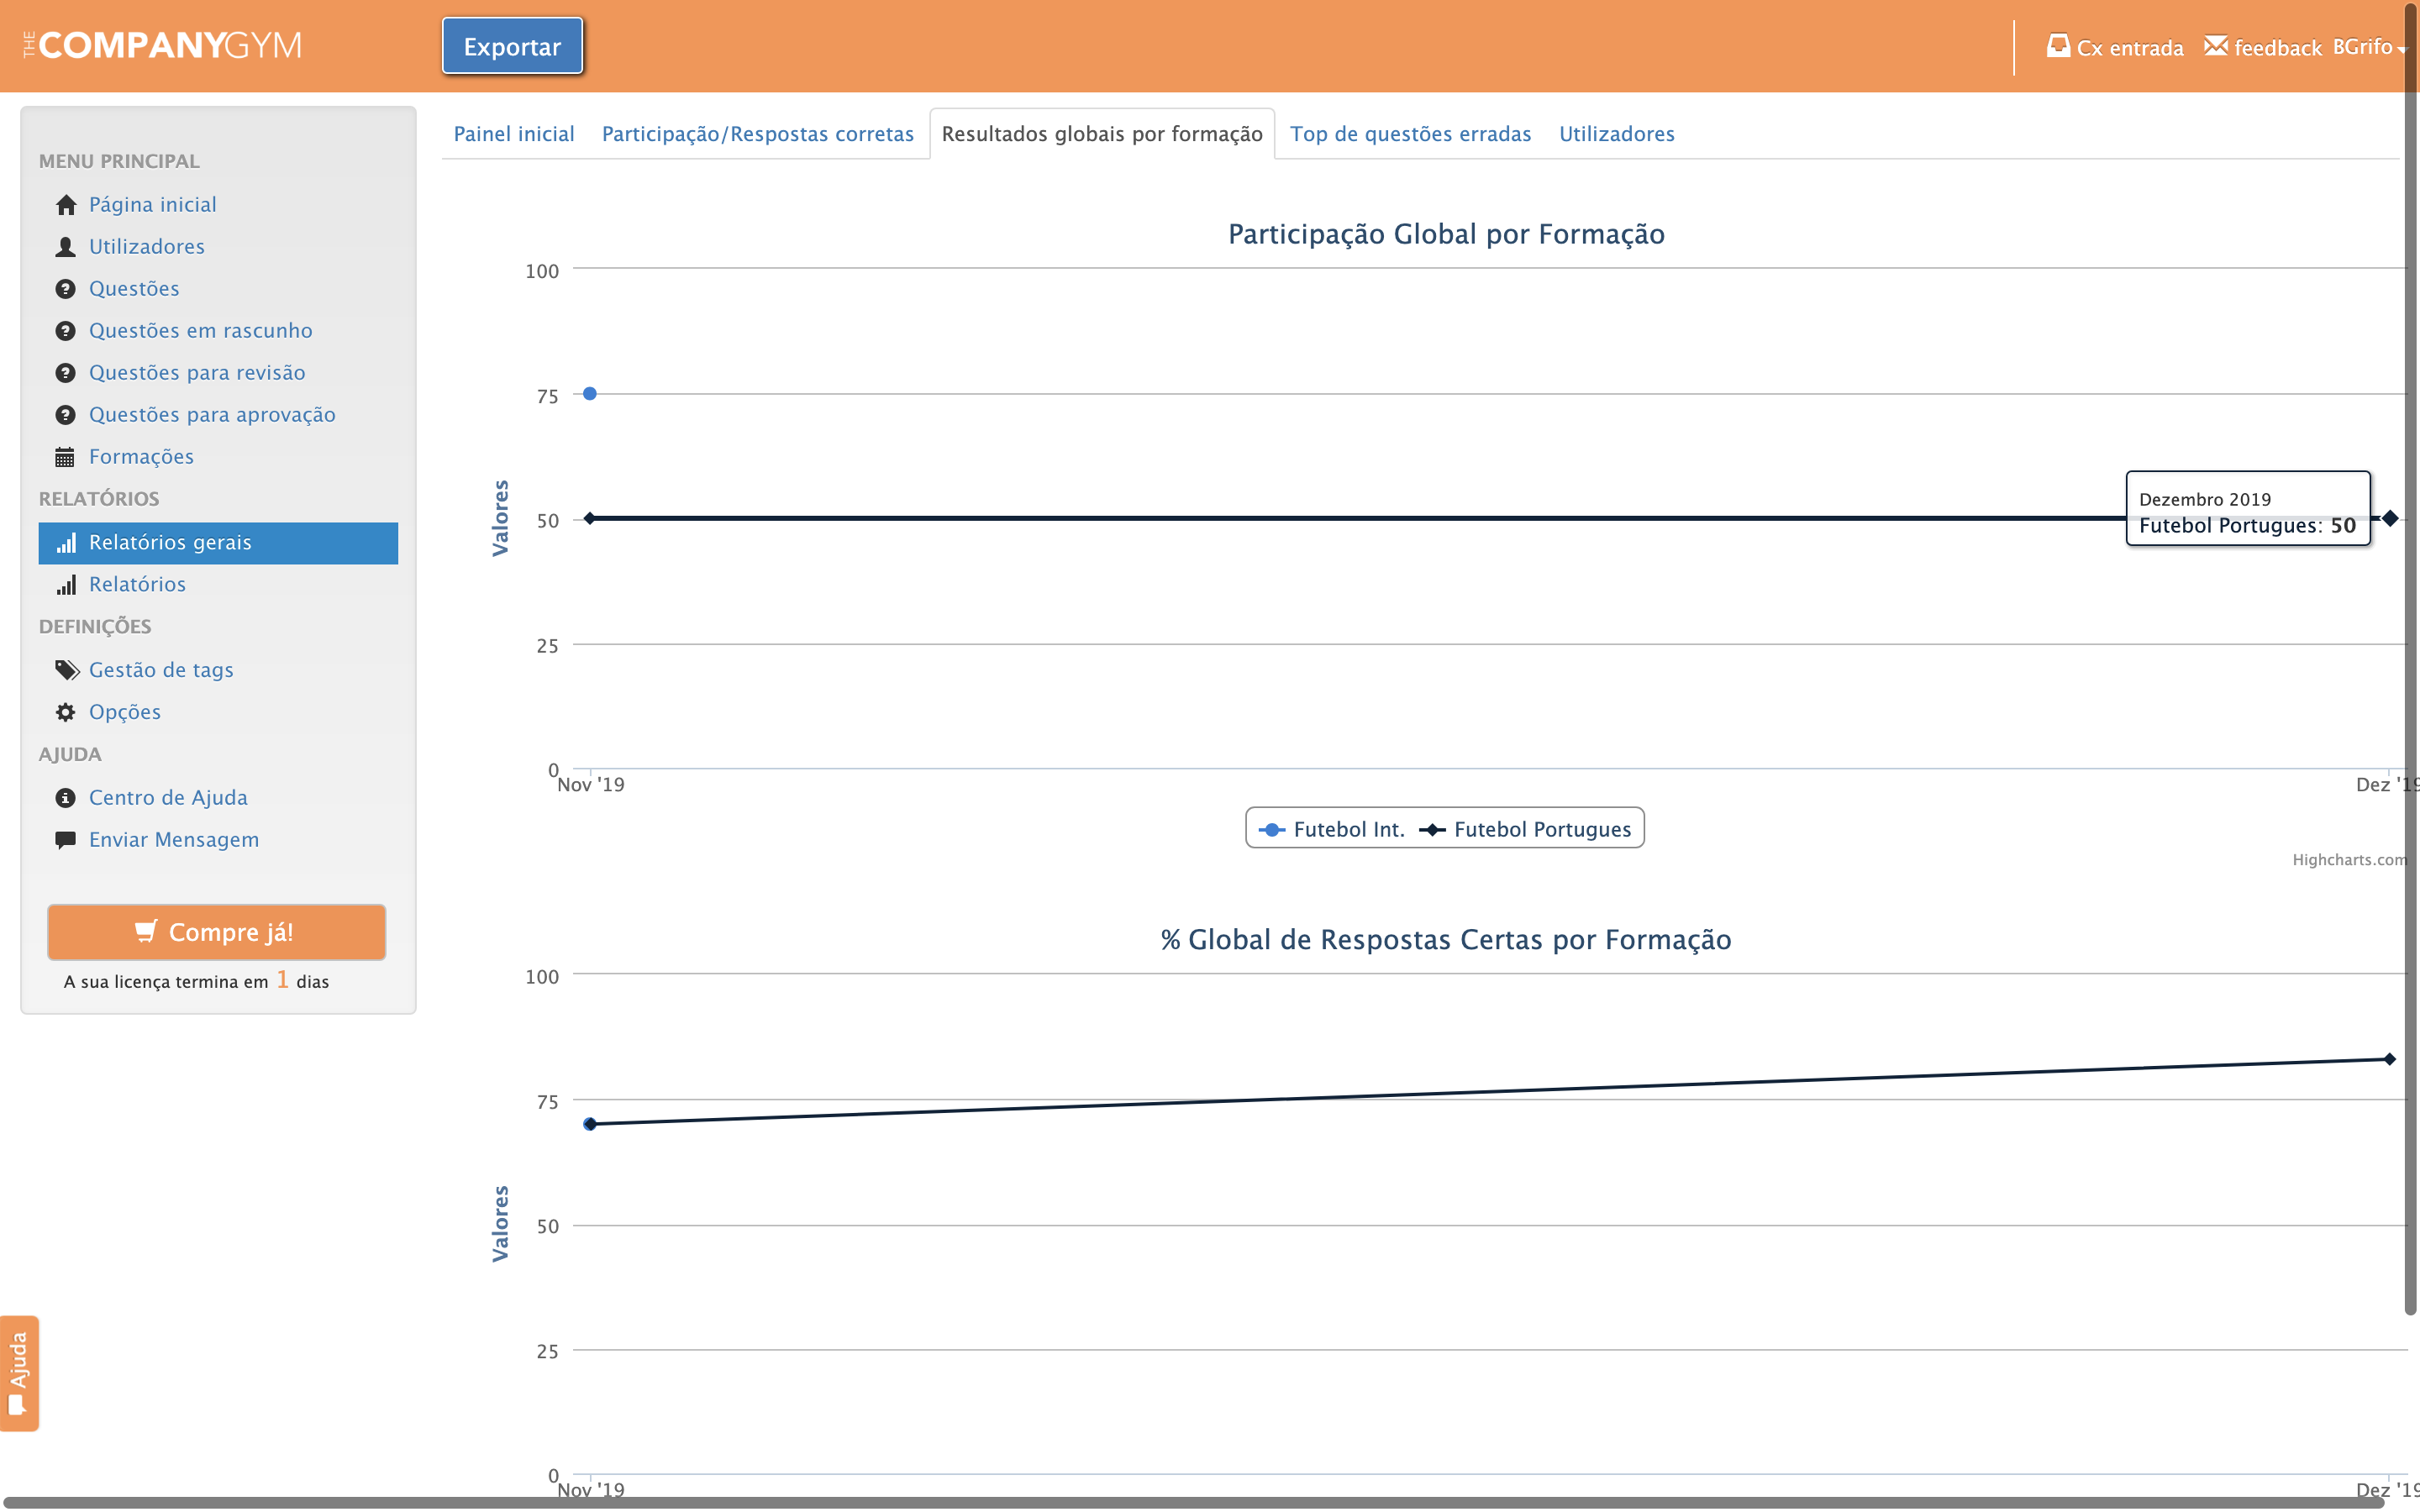 THE COMPANYGYM
Exportar
Cx entrada feedback BGrifo
MENU PRINCIPAL
Página inicial
Utilizadores
Questões
Questões em rascunho
Questões para revisão
Questões para aprovação
Formações
RELATÓRIOS
Relatórios gerais
Relatórios
DEFINIÇÕES
Gestão de tags
Opções
AJUDA
Centro de Ajuda
Enviar Mensagem
Compre já!
A sua licença termina em 1 dias
Ajuda
Painel inicial Participação/Respostas corretas Resultados globais por formação Top de questões erradas Utilizadores
Participação Global por Formação
Valores
100
75
50
25
0
Dezembro 2019
Futebol Portugues: 50
Nov '19 Dez '19
Futebol Int. Futebol Portugues
Highcharts.com
% Global de Respostas Certas por Formação
Valores
100
75
50
25
0
Nov '19 Dez '19